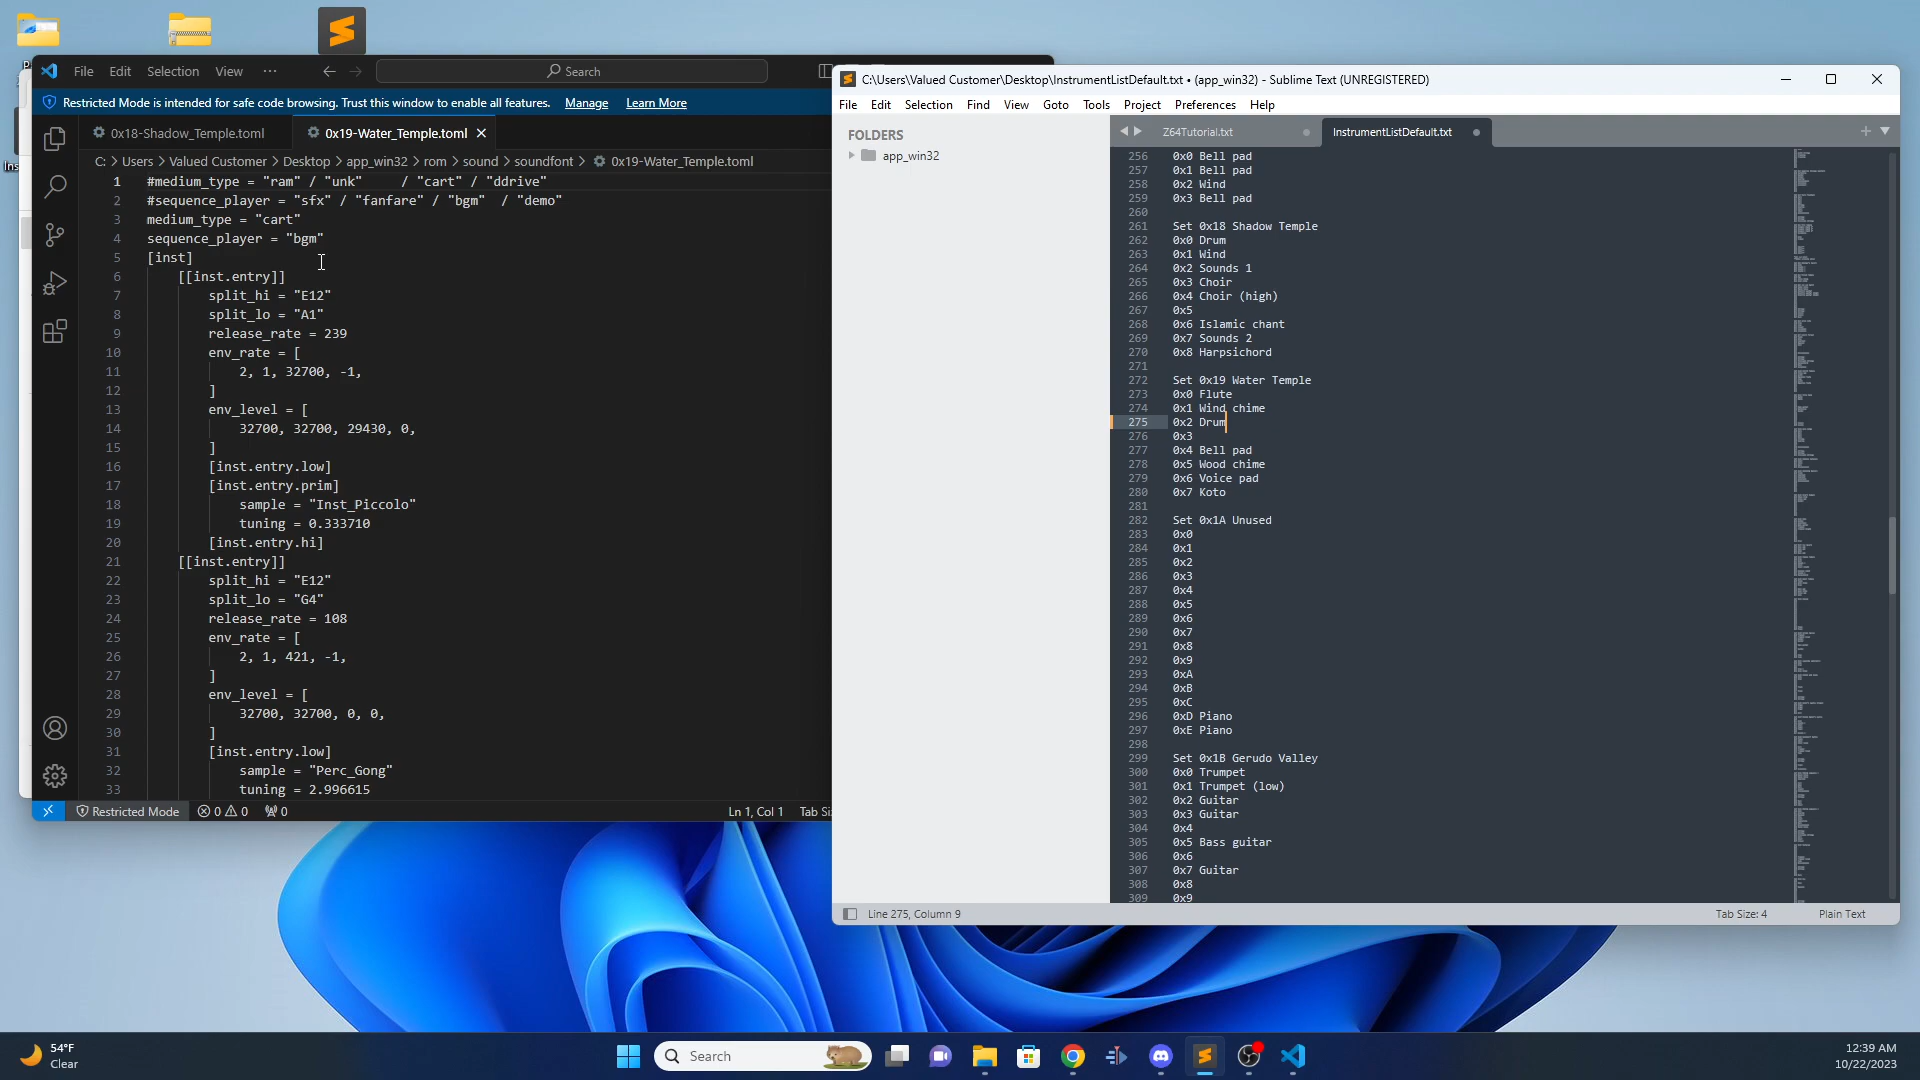 File Edit Selection View ··· Search
Restricted Mode is intended for safe code browsing. Trust this window to enable all features. Manage Learn More
0x18-Shadow_Temple.toml 0x19-Water_Temple.toml
C: > Users > Valued Customer > Desktop > app_win32 > rom > sound > soundfont > 0x19-Water_Temple.toml
1 #medium_type = "ram" / "unk"     / "cart" / "ddrive"
2 #sequence_player = "sfx" / "fanfare" / "bgm"  / "demo"
3 medium_type = "cart"
4 sequence_player = "bgm"
5 [inst]
6 [[inst.entry]]
7 split_hi = "E12"
8 split_lo = "A1"
9 release_rate = 239
10 env_rate = [
11 2, 1, 32700, -1,
12 ]
13 env_level = [
14 32700, 32700, 29430, 0,
15 ]
16 [inst.entry.low]
17 [inst.entry.prim]
18 sample = "Inst_Piccolo"
19 tuning = 0.333710
20 [inst.entry.hi]
21 [[inst.entry]]
22 split_hi = "E12"
23 split_lo = "G4"
24 release_rate = 108
25 env_rate = [
26 2, 1, 421, -1,
27 ]
28 env_level = [
29 32700, 32700, 0, 0,
30 ]
31 [inst.entry.low]
32 sample = "Perc_Gong"
33 tuning = 2.996615
Restricted Mode 0 0 0 Ln 1, Col 1
C:\Users\Valued Customer\Desktop\InstrumentListDefault.txt • (app_win32) - Sublime Text (UNREGISTERED)
File Edit Selection Find View Goto Tools Project Preferences Help
FOLDERS
app_win32
Z64Tutorial.txt InstrumentListDefault.txt
256 0x0 Bell pad
257 0x1 Bell pad
258 0x2 Wind
259 0x3 Bell pad
260
261 Set 0x18 Shadow Temple
262 0x0 Drum
263 0x1 Wind
264 0x2 Sounds 1
265 0x3 Choir
266 0x4 Choir (high)
267 0x5
268 0x6 Islamic chant
269 0x7 Sounds 2
270 0x8 Harpsichord
271
272 Set 0x19 Water Temple
273 0x0 Flute
274 0x1 Wind chime
275 0x2 Drum
276 0x3
277 0x4 Bell pad
278 0x5 Wood chime
279 0x6 Voice pad
280 0x7 Koto
281
282 Set 0x1A Unused
283 0x0
284 0x1
285 0x2
286 0x3
287 0x4
288 0x5
289 0x6
290 0x7
291 0x8
292 0x9
293 0xA
294 0xB
295 0xC
296 0xD Piano
297 0xE Piano
298
299 Set 0x1B Gerudo Valley
300 0x0 Trumpet
301 0x1 Trumpet (low)
302 0x2 Guitar
303 0x3 Guitar
304 0x4
305 0x5 Bass guitar
306 0x6
307 0x7 Guitar
308 0x8
309 0x9
Line 275, Column 9 Tab Size: 4 Plain Text
54°F
Clear
Search
12:39 AM
10/22/2023